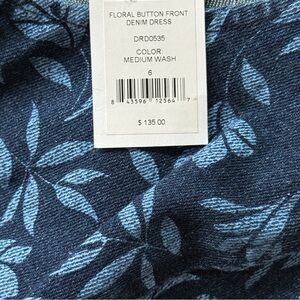 FLORAL BUTTON FRONT
DENIM DRESS
DRD0535
COLOR
MEDIUM WASH
6
8 43596 12564 7
$ 135.00